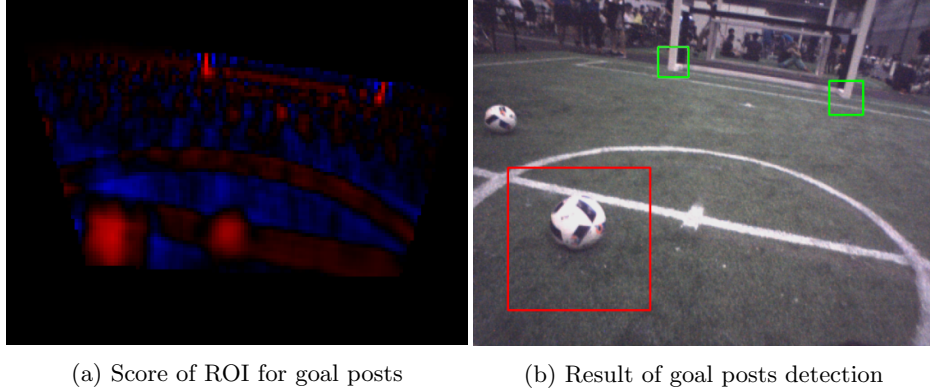 (a) Score of ROI for goal posts
(b) Result of goal posts detection